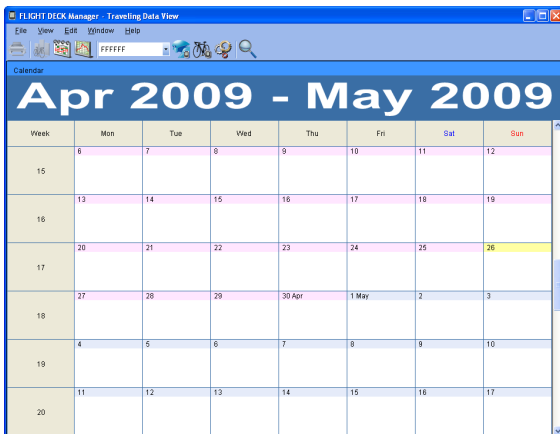 FLIGHT DECK Manager - Traveling Data View
File View Edit Window Help
FFFFFF
Calendar
Apr 2009 - May 2009
Week Mon Tue Wed Thu Fri Sat Sun
6 7 8 9 10 11 12
15
13 14 15 16 17 18 19
16
20 21 22 23 24 25 26
17
27 28 29 30 Apr 1 May 2 3
18
4 5 6 7 8 9 10
19
11 12 13 14 15 16 17
20